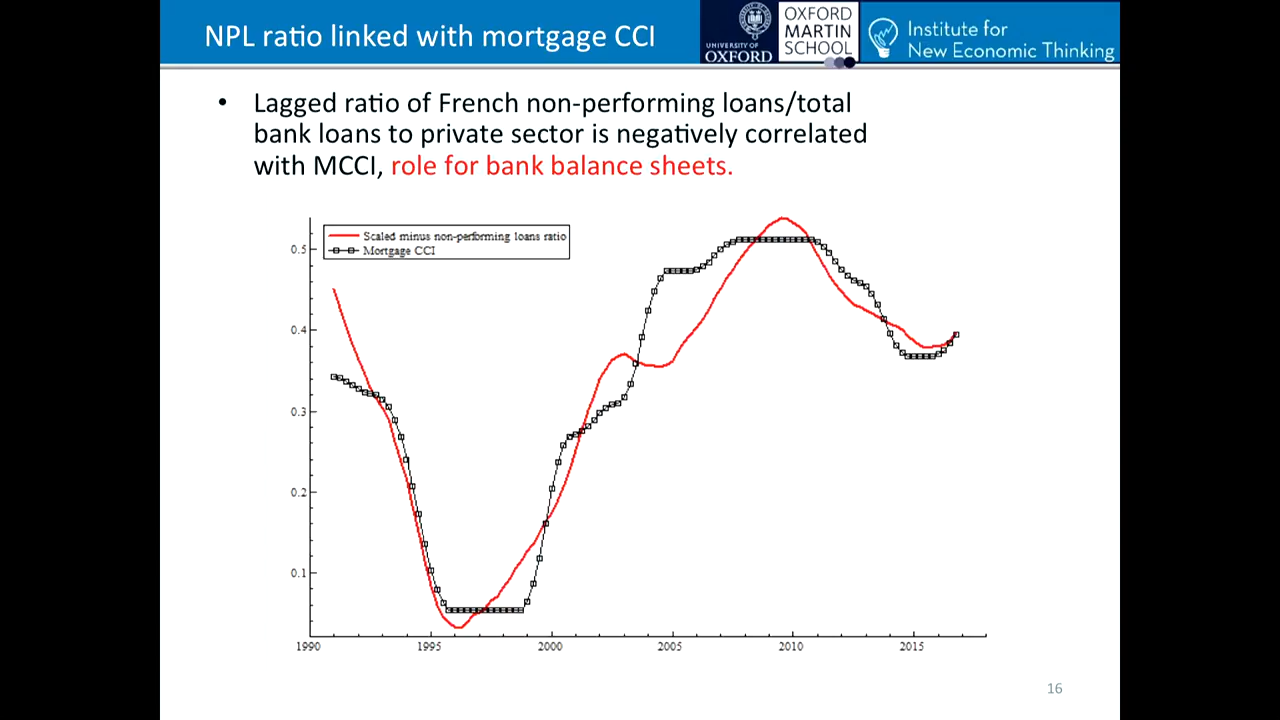 NPL ratio linked with mortgage CCI
UNIVERSITY OF
OXFORD
OXFORD
MARTIN
SCHOOL
Institute for
New Economic Thinking
• Lagged ratio of French non-performing loans/total
bank loans to private sector is negatively correlated
with MCCI, role for bank balance sheets.
Scaled minus non-performing loans ratio
Mortgage CCI
0.5
0.4
0.3
0.2
0.1
1990 1995 2000 2005 2010 2015
16